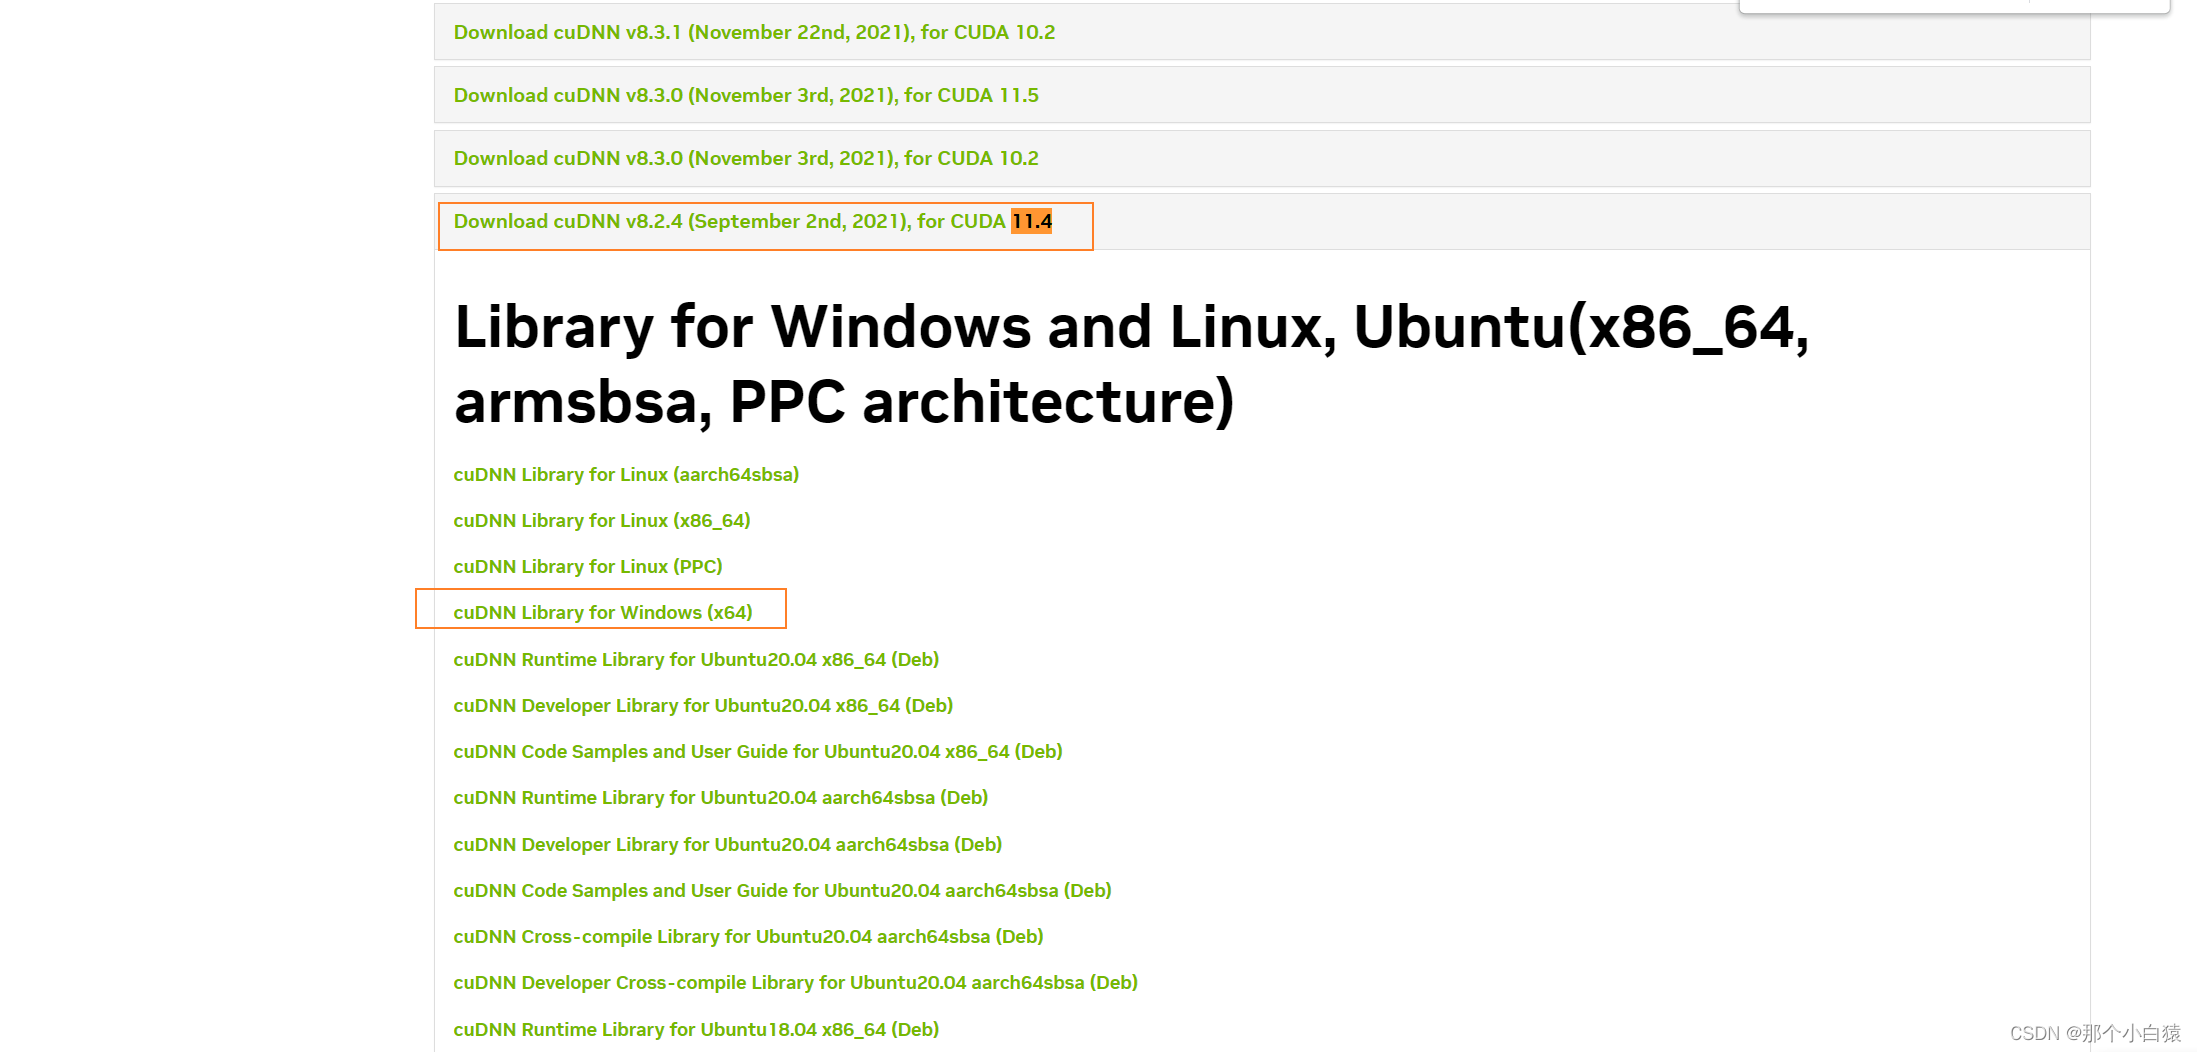 Download cuDNN v8.3.1 (November 22nd, 2021), for CUDA 10.2
Download cuDNN v8.3.0 (November 3rd, 2021), for CUDA 11.5
Download cuDNN v8.3.0 (November 3rd, 2021), for CUDA 10.2
Download cuDNN v8.2.4 (September 2nd, 2021), for CUDA 11.4
Library for Windows and Linux, Ubuntu(x86_64,
armsbsa, PPC architecture)
cuDNN Library for Linux (aarch64sbsa)
cuDNN Library for Linux (x86_64)
cuDNN Library for Linux (PPC)
cuDNN Library for Windows (x64)
cuDNN Runtime Library for Ubuntu20.04 x86_64 (Deb)
cuDNN Developer Library for Ubuntu20.04 x86_64 (Deb)
cuDNN Code Samples and User Guide for Ubuntu20.04 x86_64 (Deb)
cuDNN Runtime Library for Ubuntu20.04 aarch64sbsa (Deb)
cuDNN Developer Library for Ubuntu20.04 aarch64sbsa (Deb)
cuDNN Code Samples and User Guide for Ubuntu20.04 aarch64sbsa (Deb)
cuDNN Cross-compile Library for Ubuntu20.04 aarch64sbsa (Deb)
cuDNN Developer Cross-compile Library for Ubuntu20.04 aarch64sbsa (Deb)
cuDNN Runtime Library for Ubuntu18.04 x86_64 (Deb)
CSDN @那个小白猿